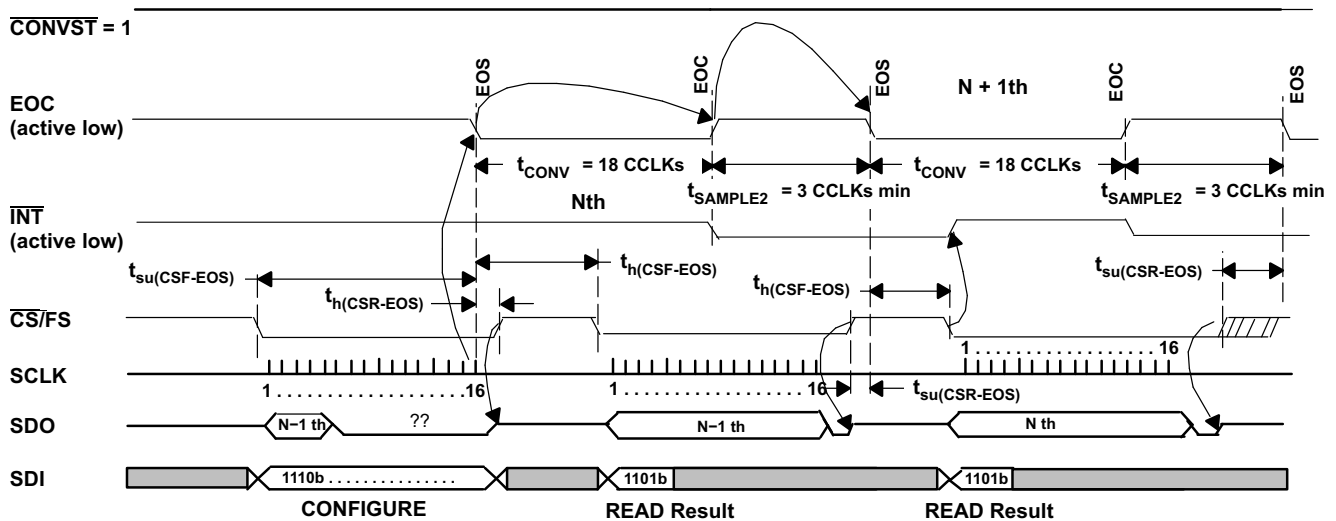 CONVST = 1
EOS
EOC
EOS
N + 1th
EOC
EOS
EOC
(active low)
tCONV = 18 CCLKs
tCONV = 18 CCLKs
tSAMPLE2 = 3 CCLKs min
tSAMPLE2 = 3 CCLKs min
Nth
INT
(active low)
tsu(CSF-EOS)
th(CSF-EOS)
tsu(CSR-EOS)
th(CSR-EOS)
th(CSF-EOS)
CS/FS
1 . . . . . . . . . . . . . . . . . . . . 16
SCLK
1 . . . . . . . . . . . . . . . . . . . . 16
1 . . . . . . . . . . . . . . . . . . . . 16
tsu(CSR-EOS)
SDO
N−1 th
??
N−1 th
N th
SDI
1110b . . . . . . . . . . . . . . .
1101b
1101b
CONFIGURE
READ Result
READ Result